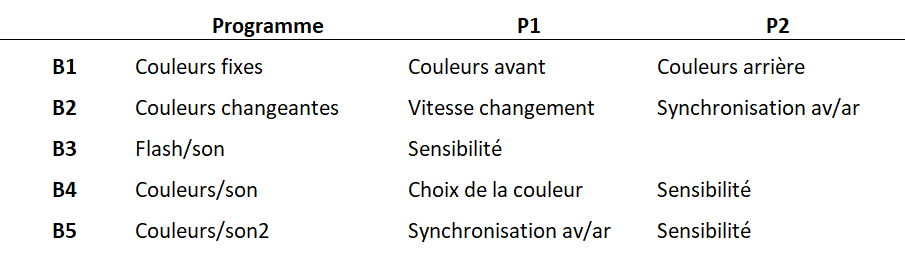 Programme P1 P2
B1 Couleurs fixes Couleurs avant Couleurs arrière
B2 Couleurs changeantes Vitesse changement Synchronisation av/ar
B3 Flash/son Sensibilité
B4 Couleurs/son Choix de la couleur Sensibilité
B5 Couleurs/son2 Synchronisation av/ar Sensibilité